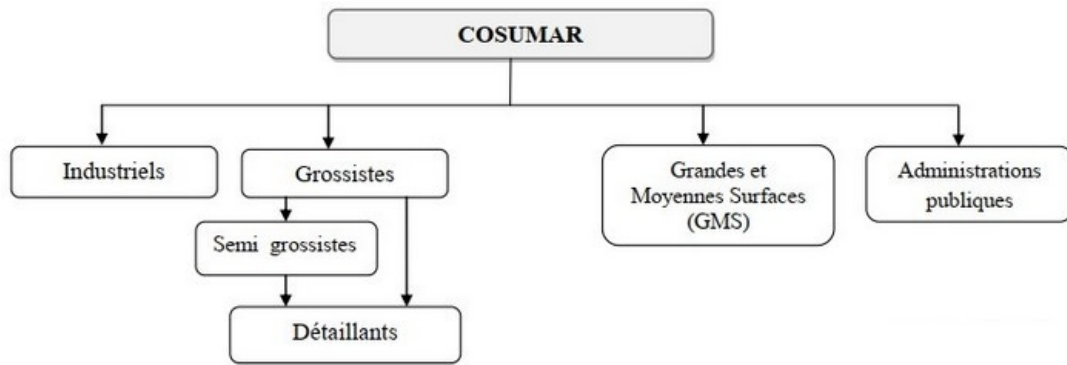 COSUMAR
Industriels
Grossistes
Grandes et
Moyennes Surfaces
(GMS)
Administrations
publiques
Semi grossistes
Détaillants